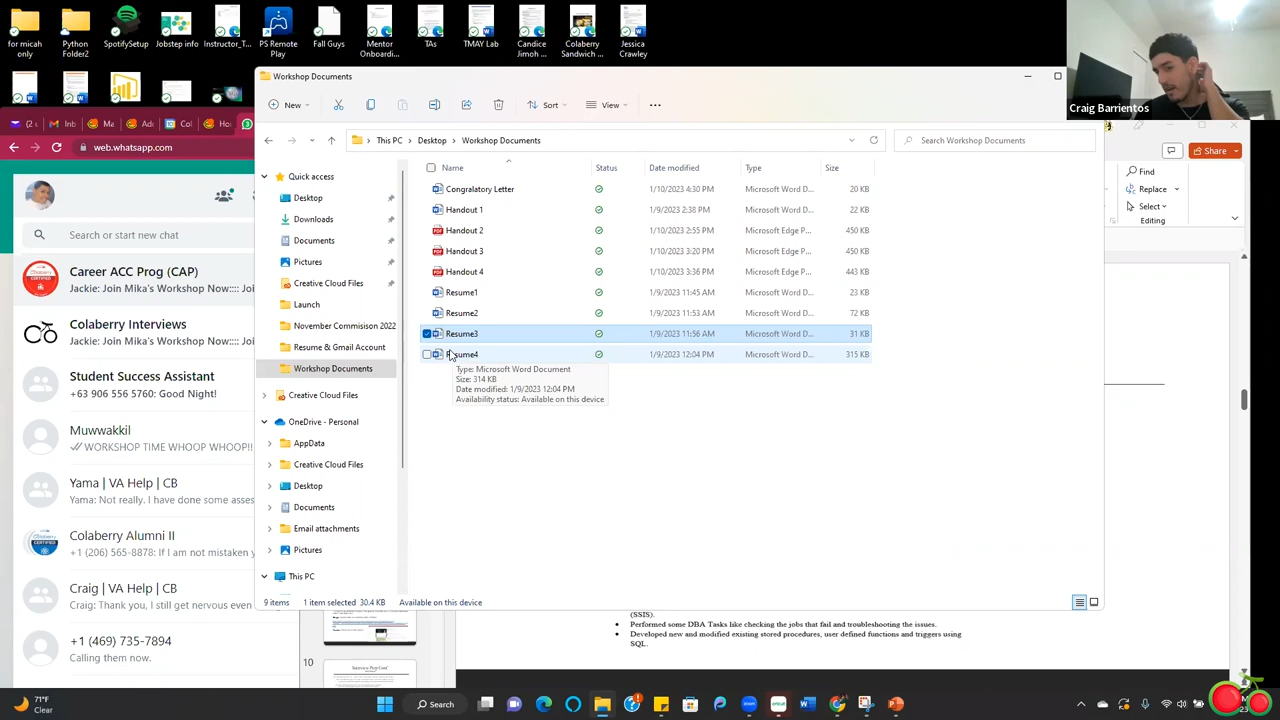 for micah
only
Python
Folder2
SpotifySetup
Jobstep info
Instructor_T...
PS Remote
Play
Fall Guys
Mentor
Onboardi...
TAs
TMAY Lab
Candice
Jimoh ...
Colaberry
Sandwich ...
Jessica
Crawley
Craig Barrientos
Workshop Documents
New
Sort
View
This PC
Desktop
Workshop Documents
Search Workshop Documents
(2 (
Inb
Me
Ad
Col
Ho
web.whatsapp.com
Search or start new chat
Career ACC Prog (CAP)
Jackie: Join Mika's Workshop Now:::: Joi
Colaberry Interviews
Jackie: Join Mika's Workshop Now:::: Joi
Student Success Assistant
+63 906 556 5760: Good Night!
Muwwakkil
WORKSHOP TIME WHOOP WHOOP!!
Yama | VA Help | CB
Yama: Not really. I have done some asses
Colaberry Alumni II
+1 (206) 565-8878: If I am not mistaken y
Craig | VA Help | CB
Craig: Thank you, I still get nervous even
+1 (469) 735-7894
Calling them now.
Quick access
Desktop
Downloads
Documents
Pictures
Creative Cloud Files
Launch
November Commisison 2022
Resume & Gmail Account
Workshop Documents
Creative Cloud Files
OneDrive - Personal
AppData
Creative Cloud Files
Desktop
Documents
Email attachments
Pictures
This PC
Name Status Date modified Type Size
Congralatory Letter 1/10/2023 4:30 PM Microsoft Word D... 20 KB
Handout 1 1/9/2023 2:38 PM Microsoft Word D... 22 KB
Handout 2 1/10/2023 2:55 PM Microsoft Edge P... 450 KB
Handout 3 1/10/2023 3:20 PM Microsoft Edge P... 450 KB
Handout 4 1/10/2023 3:36 PM Microsoft Edge P... 443 KB
Resume1 1/9/2023 11:45 AM Microsoft Word D... 23 KB
Resume2 1/9/2023 11:53 AM Microsoft Word D... 72 KB
Resume3 1/9/2023 11:56 AM Microsoft Word D... 31 KB
1/9/2023 12:04 PM Microsoft Word D... 315 KB
Type: Microsoft Word Document
Size: 314 KB
Date modified: 1/9/2023 12:04 PM
Availability status: Available on this device
9 items 1 item selected 30.4 KB Available on this device
Share
Find
Replace
Select
Editing
(SSIS).
Performed some DBA Tasks like checking the jobs that fail and troubleshooting the issues.
Developed new and modified existing stored procedures, user defined functions and triggers using
SQL.
10
71°F
Clear
Search